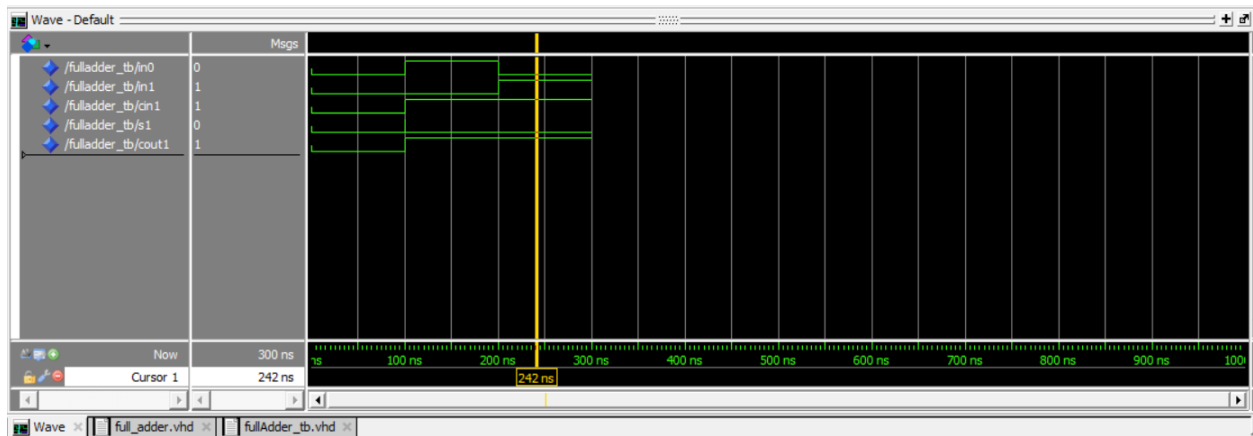 Wave - Default
Msgs
/fulladder_tb/in0 0
/fulladder_tb/in1 1
/fulladder_tb/cin1 1
/fulladder_tb/s1 0
/fulladder_tb/cout1 1
Now 300 ns
ns 100 ns 200 ns 300 ns 400 ns 500 ns 600 ns 700 ns 800 ns 900 ns 100
Cursor 1 242 ns
242 ns
Wave full_adder.vhd fullAdder_tb.vhd